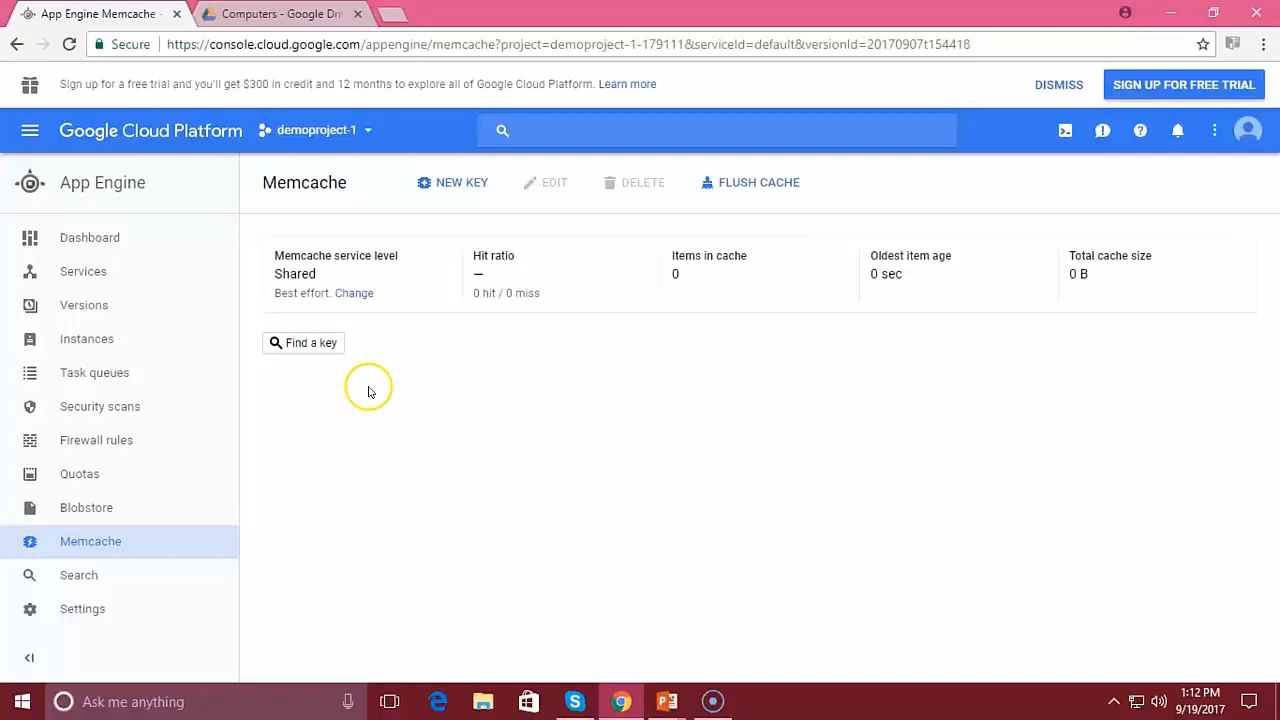 App Engine Memcache -
Computers - Google Dri
Secure
https://console.cloud.google.com/appengine/memcache?project=demoproject-1-179111&serviceId=default&versionId=20170907t154418
Sign up for a free trial and you'll get $300 in credit and 12 months to explore all of Google Cloud Platform. Learn more
DISMISS
SIGN UP FOR FREE TRIAL
Google Cloud Platform
demoproject-1
App Engine
Memcache
NEW KEY
EDIT
DELETE
FLUSH CACHE
Dashboard
Services
Versions
Instances
Task queues
Security scans
Firewall rules
Quotas
Blobstore
Memcache
Search
Settings
Memcache service level
Shared
Best effort. Change
Hit ratio
—
0 hit / 0 miss
Items in cache
0
Oldest item age
0 sec
Total cache size
0 B
Find a key
Ask me anything
1:12 PM
9/19/2017